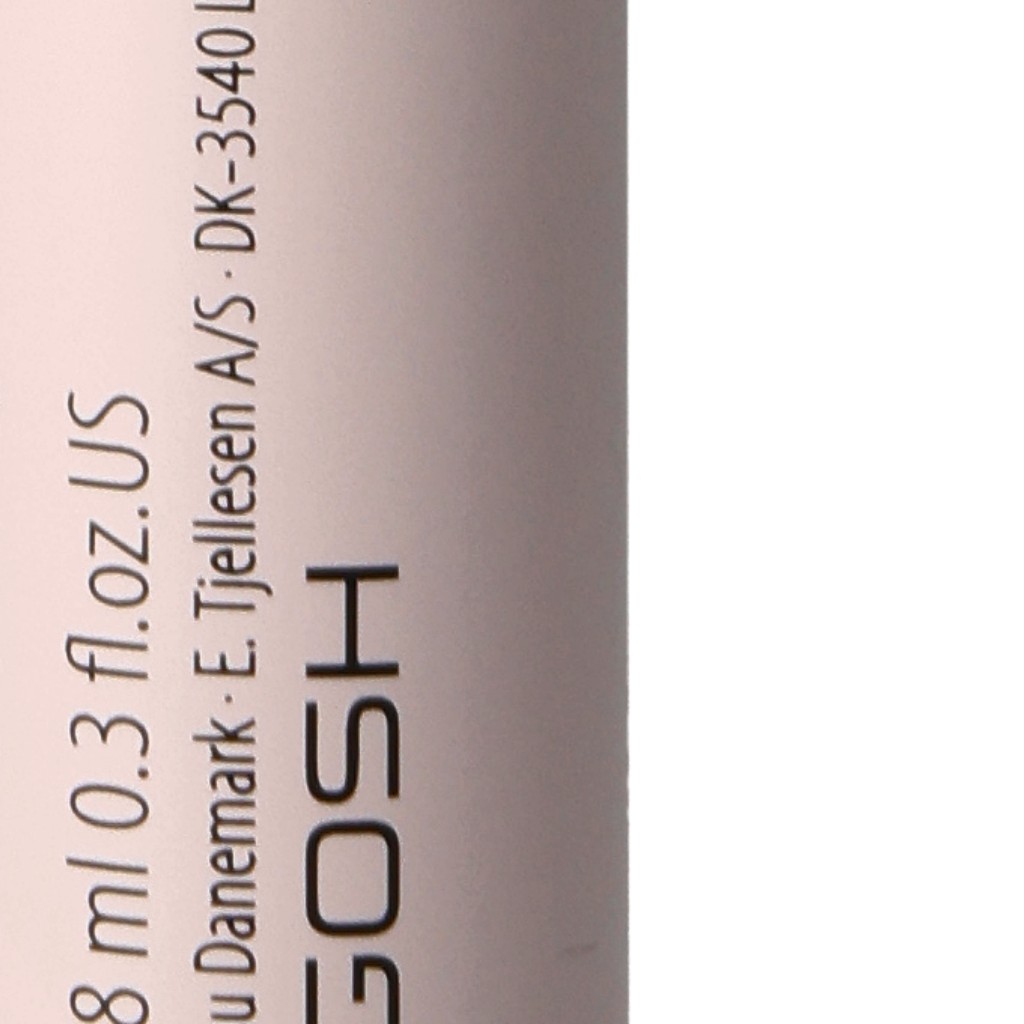 8 ml 0.3 fl.oz.US
u Danemark · E. Tjellesen A/S · DK-3540
GOSH